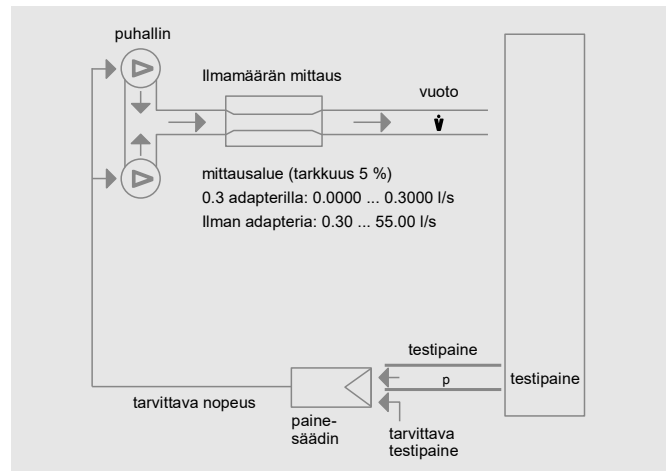 puhallin
Ilmamäärän mittaus
vuoto
V̇
mittausalue (tarkkuus 5 %)
0.3 adapterilla: 0.0000 ... 0.3000 l/s
Ilman adapteria: 0.30 ... 55.00 l/s
testipaine
p
testipaine
tarvittava nopeus
paine-
säädin
tarvittava
testipaine